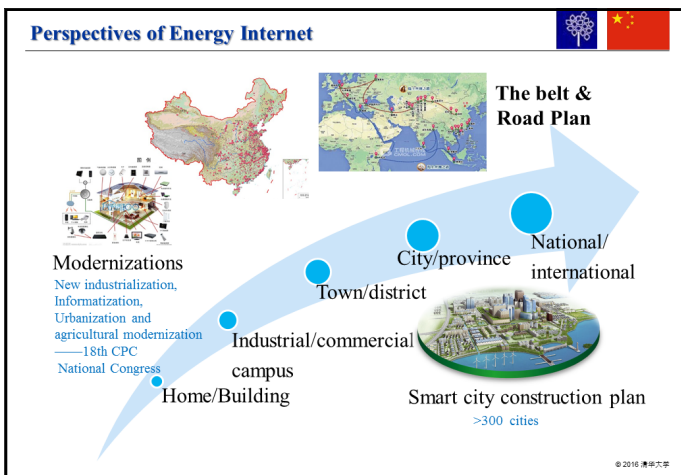 Perspectives of Energy Internet
The belt &
Road Plan
National/
international
City/province
Modernizations
New industrialization,
Informatization,
Urbanization and
agricultural modernization
——18th CPC
National Congress
Town/district
Industrial/commercial
campus
Home/Building
Smart city construction plan
>300 cities
© 2016 清华大学